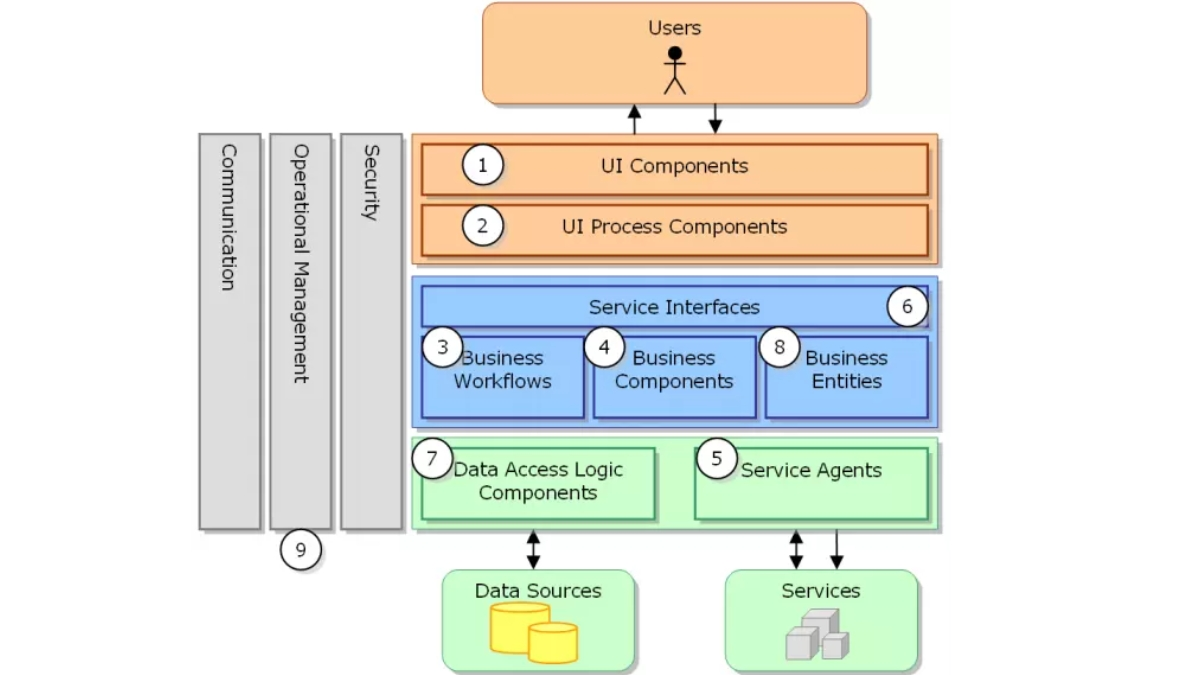 Users
Communication
Operational Management
Security
1
UI Components
2
UI Process Components
Service Interfaces
6
3
Business
Workflows
4
Business
Components
8
Business
Entities
7
Data Access Logic
Components
5
Service Agents
9
Data Sources
Services